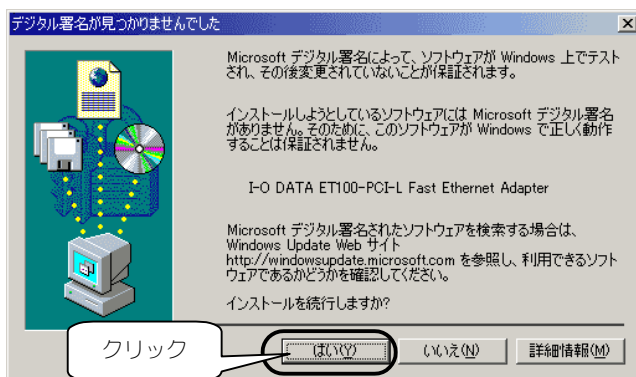 デジタル署名が見つかりませんでした
Microsoft デジタル署名によって、ソフトウェアが Windows 上でテスト
され、その後変更されていないことが保証されます。
インストールしようとしているソフトウェアには Microsoft デジタル署名
がありません。そのために、このソフトウェアが Windows で正しく動作
することは保証されません。
I-O DATA ET100-PCI-L Fast Ethernet Adapter
Microsoft デジタル署名されたソフトウェアを検索する場合は、
Windows Update Web サイト
http://windowsupdate.microsoft.com を参照し、利用できるソフト
ウェアであるかどうかを確認してください。
インストールを続行しますか?
クリック
はい(Y) いいえ(N) 詳細情報(M)